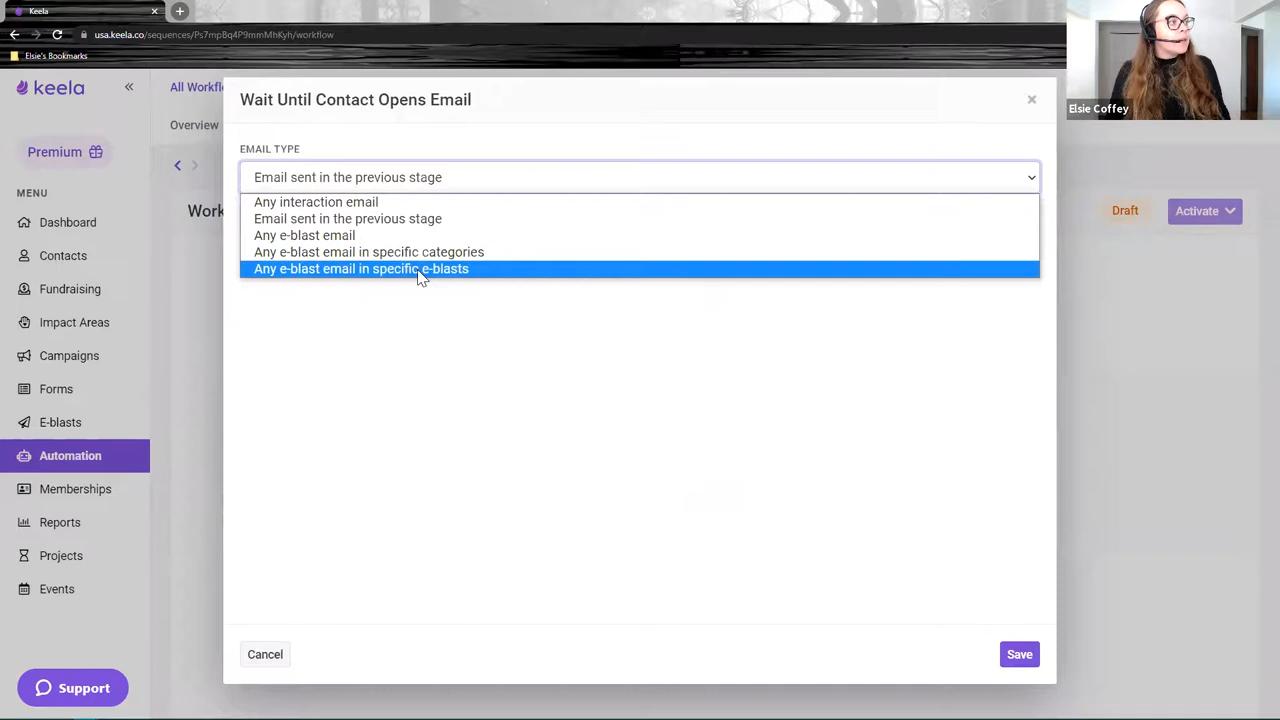 Keela
usa.keela.co/sequences/Ps7mpBq4P9mmMhKyh/workflow
Elsie's Bookmarks
Elsie Coffey
keela
Premium
MENU
Dashboard
Contacts
Fundraising
Impact Areas
Campaigns
Forms
E-blasts
Automation
Memberships
Reports
Projects
Events
Support
All Workfl
Overview
Work
Draft
Activate
Wait Until Contact Opens Email
EMAIL TYPE
Email sent in the previous stage
Any interaction email
Email sent in the previous stage
Any e-blast email
Any e-blast email in specific categories
Any e-blast email in specific e-blasts
Cancel
Save